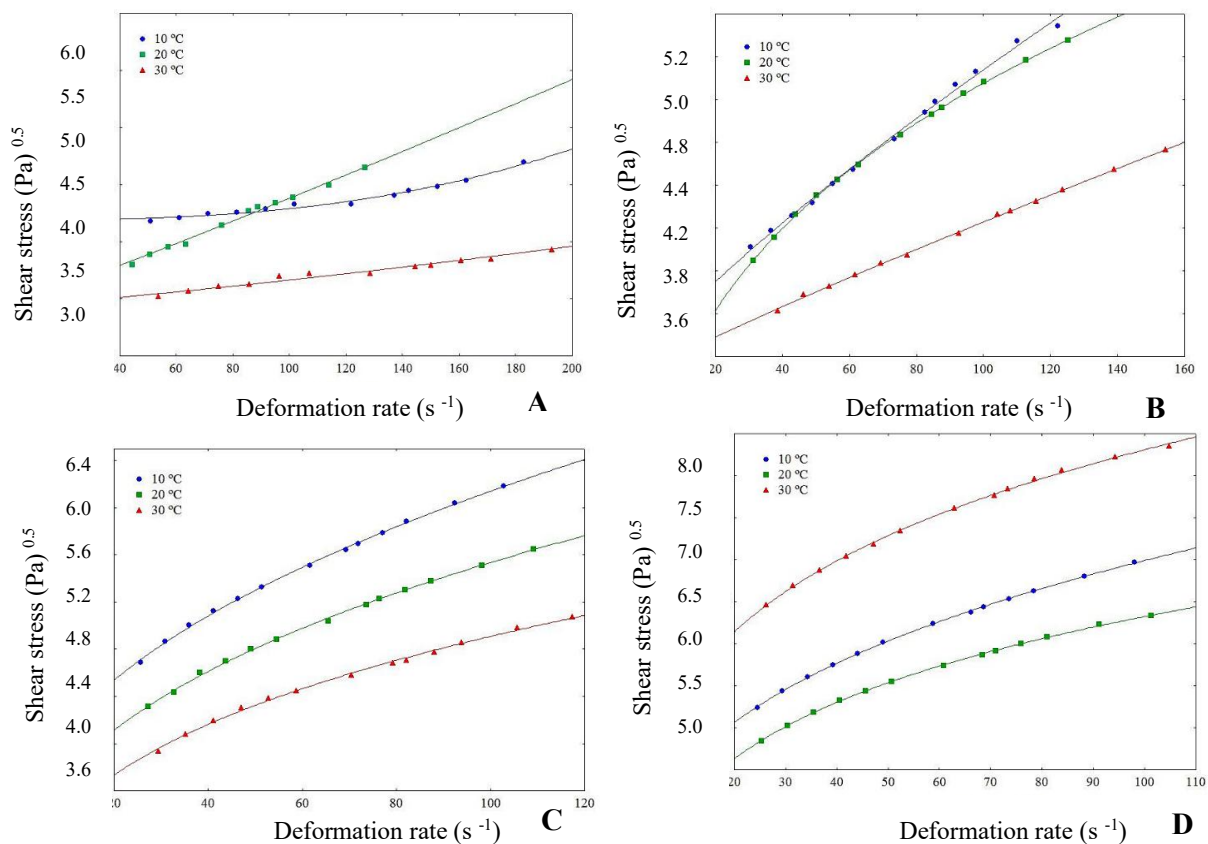 10 ºC
20 ºC
30 ºC
6.0
5.5
5.0
4.5
4.0
3.5
3.0
Shear stress (Pa) 0.5
40 60 80 100 120 140 160 180 200
Deformation rate (s -1)
A
10 ºC
20 ºC
30 ºC
5.2
5.0
4.8
4.4
4.2
3.8
3.6
Shear stress (Pa) 0.5
20 40 60 80 100 120 140 160
Deformation rate (s -1)
B
10 ºC
20 ºC
30 ºC
6.4
5.6
5.2
4.8
4.4
4.0
3.6
Shear stress (Pa) 0.5
20 40 60 80 100 120
Deformation rate (s -1)
C
10 ºC
20 ºC
30 ºC
8.0
7.5
7.0
6.0
5.5
5.0
Shear stress (Pa) 0.5
20 30 40 50 60 70 80 90 100 110
Deformation rate (s -1)
D